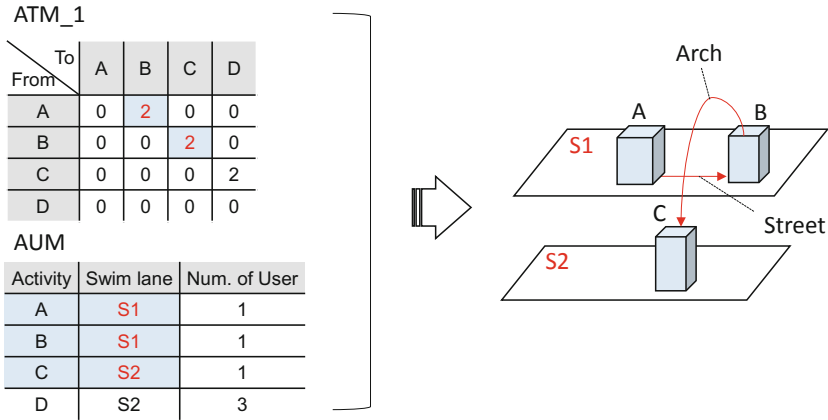 ATM_1
To
From
A B C D
A 0 2 0 0
B 0 0 2 0
C 0 0 0 2
D 0 0 0 0
AUM
Activity Swim lane Num. of User
A S1 1
B S1 1
C S2 1
D S2 3
Arch
A B
S1
Street
C
S2